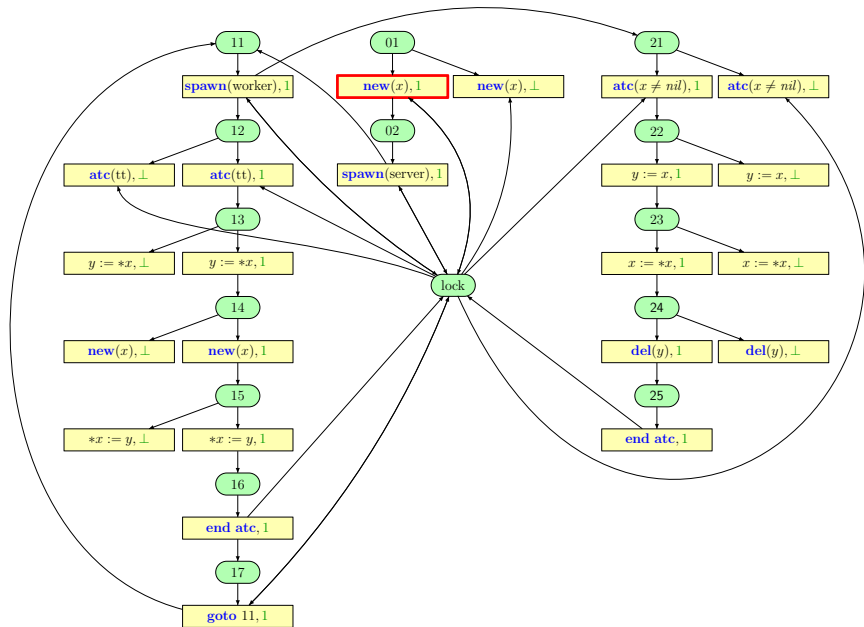 11 01 21
spawn(worker), 1 new(x), 1 new(x), ⊥ atc(x ≠ nil), 1 atc(x ≠ nil), ⊥
12 02 22
atc(tt), ⊥ atc(tt), 1 spawn(server), 1 y := x, 1 y := x, ⊥
13 23
y := *x, ⊥ y := *x, 1 x := *x, 1 x := *x, ⊥
lock
14 24
new(x), ⊥ new(x), 1 del(y), 1 del(y), ⊥
15 25
*x := y, ⊥ *x := y, 1 end atc, 1
16
end atc, 1
17
goto 11, 1